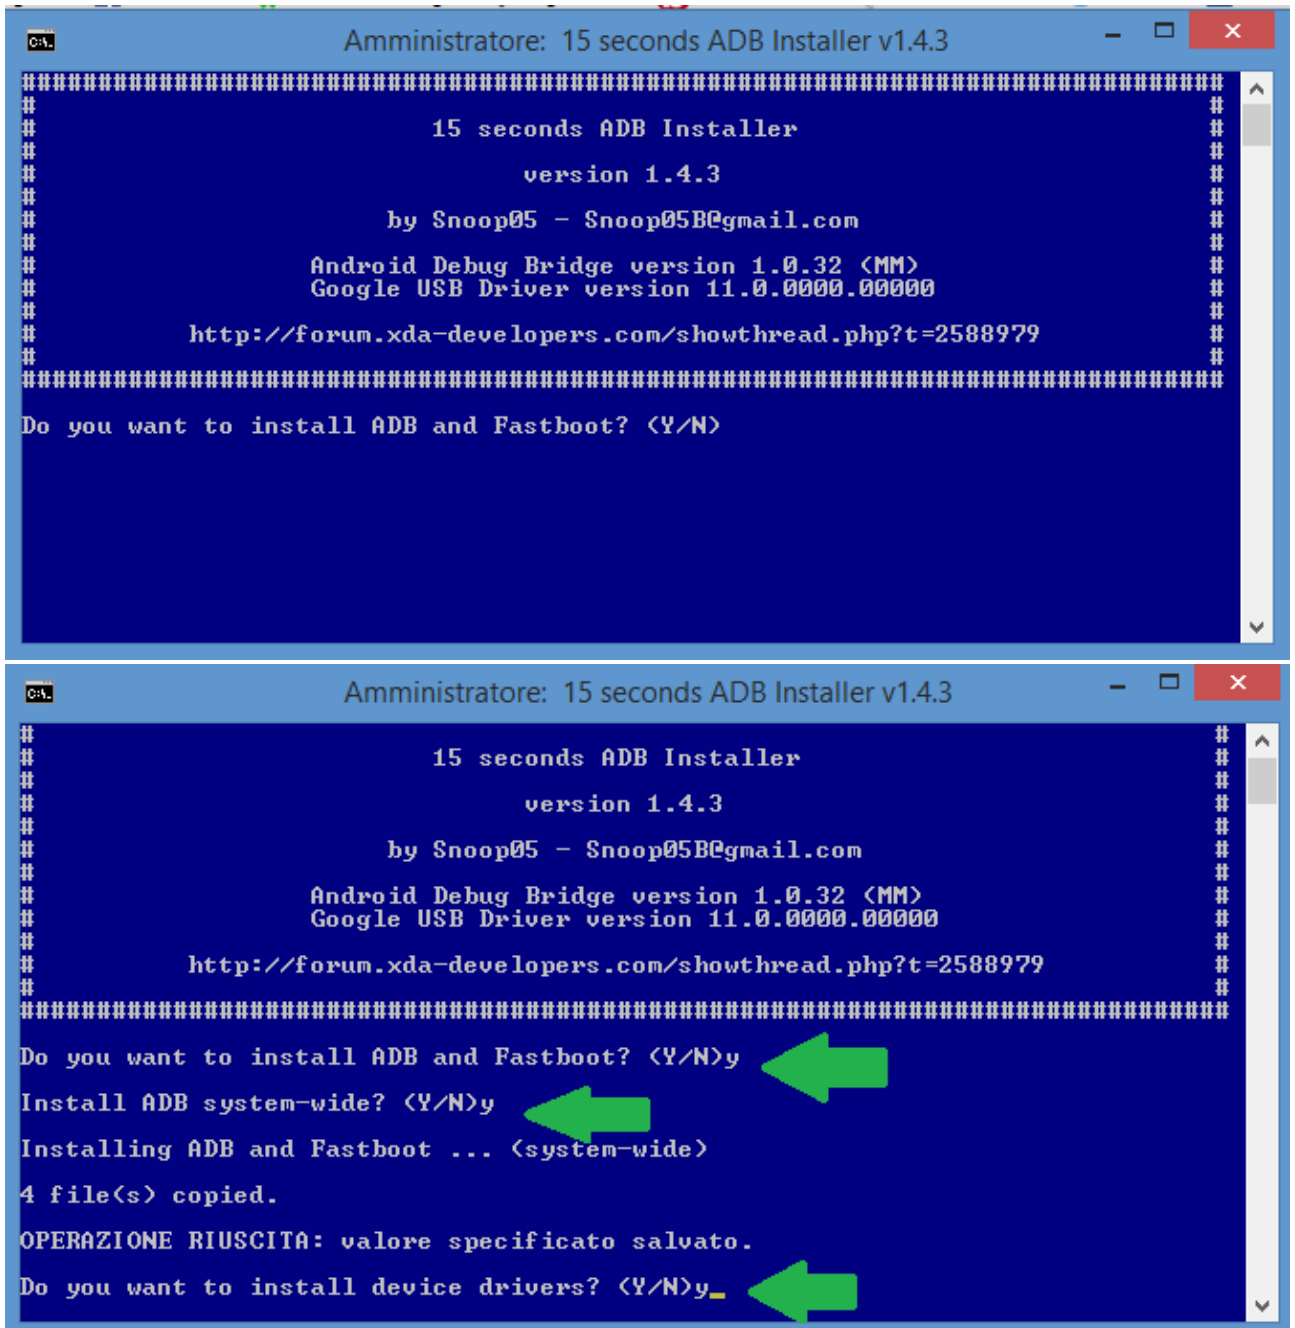 Amministratore: 15 seconds ADB Installer v1.4.3
################################################################################
# #
# 15 seconds ADB Installer #
# #
# version 1.4.3 #
# #
# by Snoop05 - Snoop05B@gmail.com #
# #
# Android Debug Bridge version 1.0.32 (MM) #
# Google USB Driver version 11.0.0000.00000 #
# #
# http://forum.xda-developers.com/showthread.php?t=2588979 #
# #
################################################################################
Do you want to install ADB and Fastboot? (Y/N)
Amministratore: 15 seconds ADB Installer v1.4.3
# #
# 15 seconds ADB Installer #
# #
# version 1.4.3 #
# #
# by Snoop05 - Snoop05B@gmail.com #
# #
# Android Debug Bridge version 1.0.32 (MM) #
# Google USB Driver version 11.0.0000.00000 #
# #
# http://forum.xda-developers.com/showthread.php?t=2588979 #
# #
################################################################################
Do you want to install ADB and Fastboot? (Y/N)y
Install ADB system-wide? (Y/N)y
Installing ADB and Fastboot ... (system-wide)
4 file(s) copied.
OPERAZIONE RIUSCITA: valore specificato salvato.
Do you want to install device drivers? (Y/N)y_